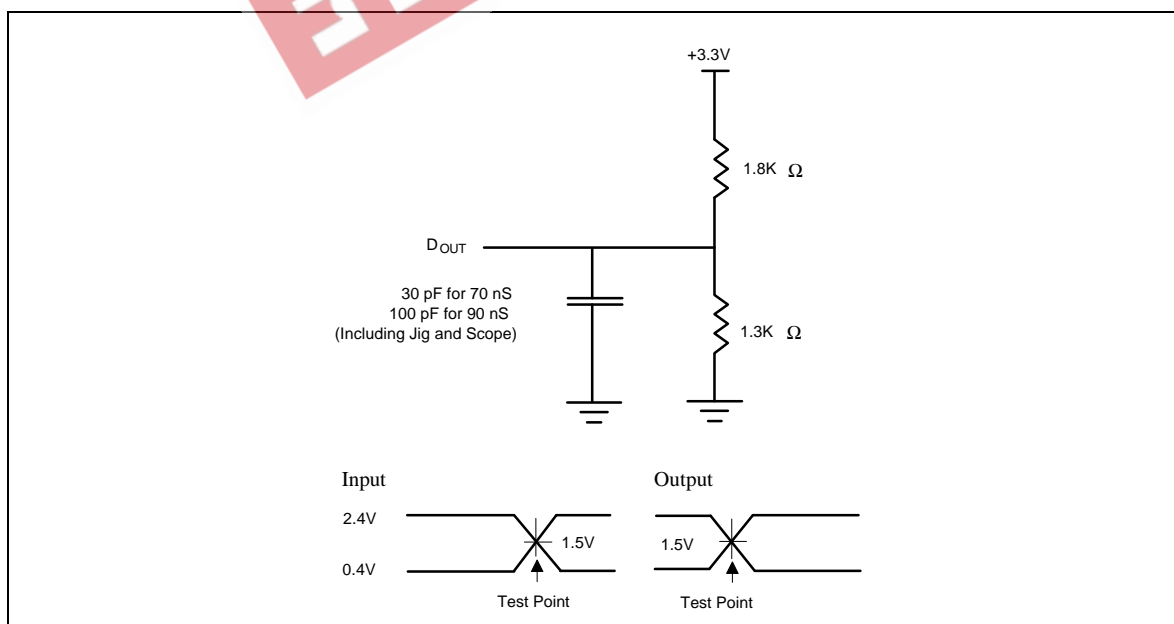 +3.3V
1.8K Ω
D OUT
30 pF for 70 nS
100 pF for 90 nS
(Including Jig and Scope)
1.3K Ω
Input
Output
2.4V
1.5V
1.5V
0.4V
Test Point
Test Point